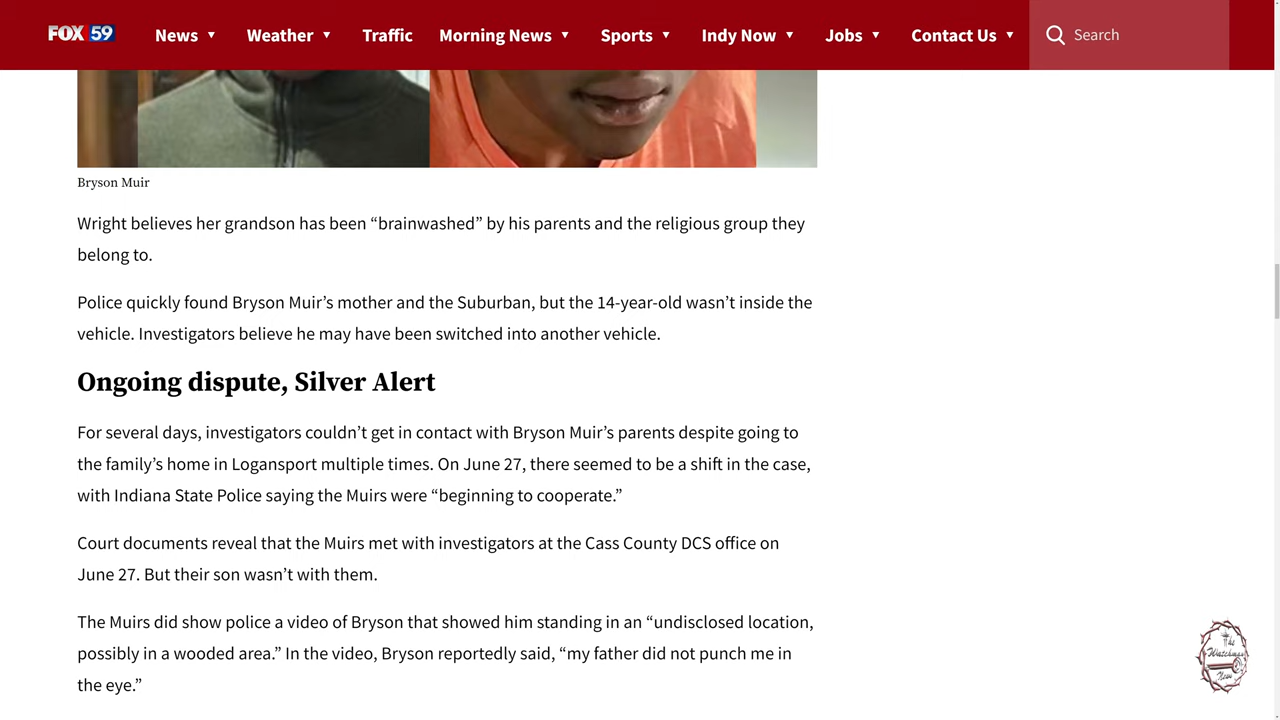 FOX 59 News Weather Traffic Morning News Sports Indy Now Jobs Contact Us Search
Bryson Muir
Wright believes her grandson has been “brainwashed” by his parents and the religious group they
belong to.
Police quickly found Bryson Muir’s mother and the Suburban, but the 14-year-old wasn’t inside the
vehicle. Investigators believe he may have been switched into another vehicle.
Ongoing dispute, Silver Alert
For several days, investigators couldn’t get in contact with Bryson Muir’s parents despite going to
the family’s home in Logansport multiple times. On June 27, there seemed to be a shift in the case,
with Indiana State Police saying the Muirs were “beginning to cooperate.”
Court documents reveal that the Muirs met with investigators at the Cass County DCS office on
June 27. But their son wasn’t with them.
The Muirs did show police a video of Bryson that showed him standing in an “undisclosed location,
possibly in a wooded area.” In the video, Bryson reportedly said, “my father did not punch me in
the eye.”
The
Watchman
News